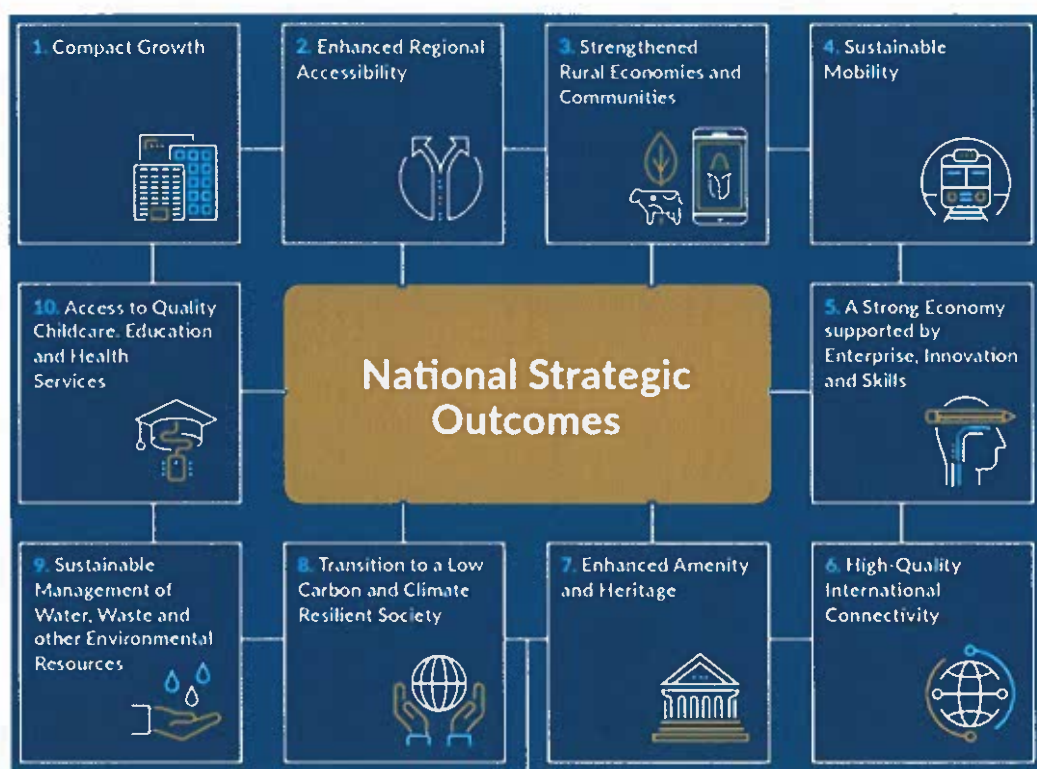 1. Compact Growth
2. Enhanced Regional
Accessibility
3. Strengthened
Rural Economies and
Communities
4. Sustainable
Mobility
10. Access to Quality
Childcare, Education
and Health
Services
National Strategic
Outcomes
5. A Strong Economy
supported by
Enterprise, Innovation
and Skills
9. Sustainable
Management of
Water, Waste and
other Environmental
Resources
8. Transition to a Low
Carbon and Climate
Resilient Society
7. Enhanced Amenity
and Heritage
6. High-Quality
International
Connectivity